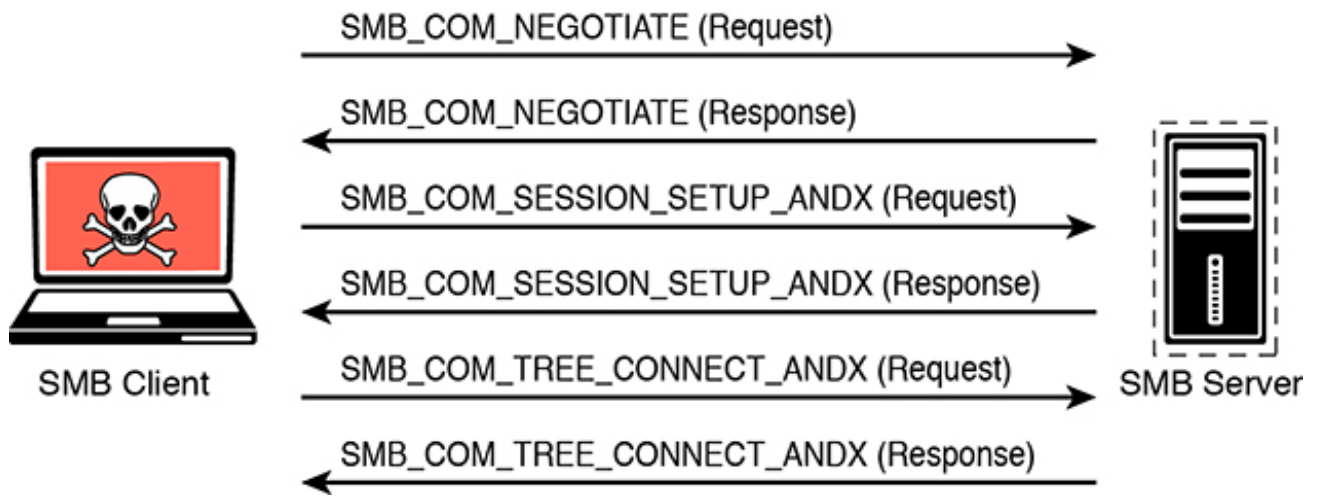 SMB_COM_NEGOTIATE (Request)
SMB_COM_NEGOTIATE (Response)
SMB_COM_SESSION_SETUP_ANDX (Request)
SMB_COM_SESSION_SETUP_ANDX (Response)
SMB_COM_TREE_CONNECT_ANDX (Request)
SMB_COM_TREE_CONNECT_ANDX (Response)
SMB Client
SMB Server